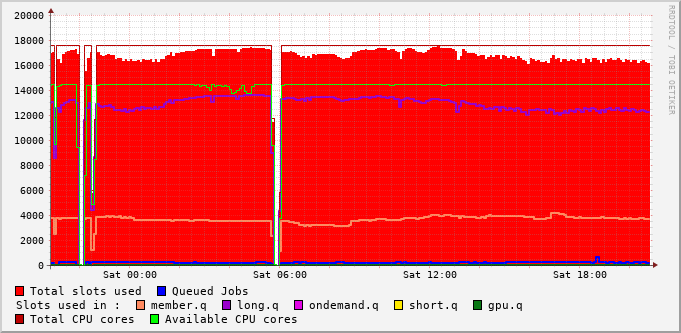 20000
18000
16000
14000
12000
10000
8000
6000
4000
2000
0
Sat 00:00 Sat 06:00 Sat 12:00 Sat 18:00
RRDTOOL / TOBI OETIKER
Total slots used Queued Jobs
Slots used in : member.q long.q ondemand.q short.q gpu.q
Total CPU cores Available CPU cores